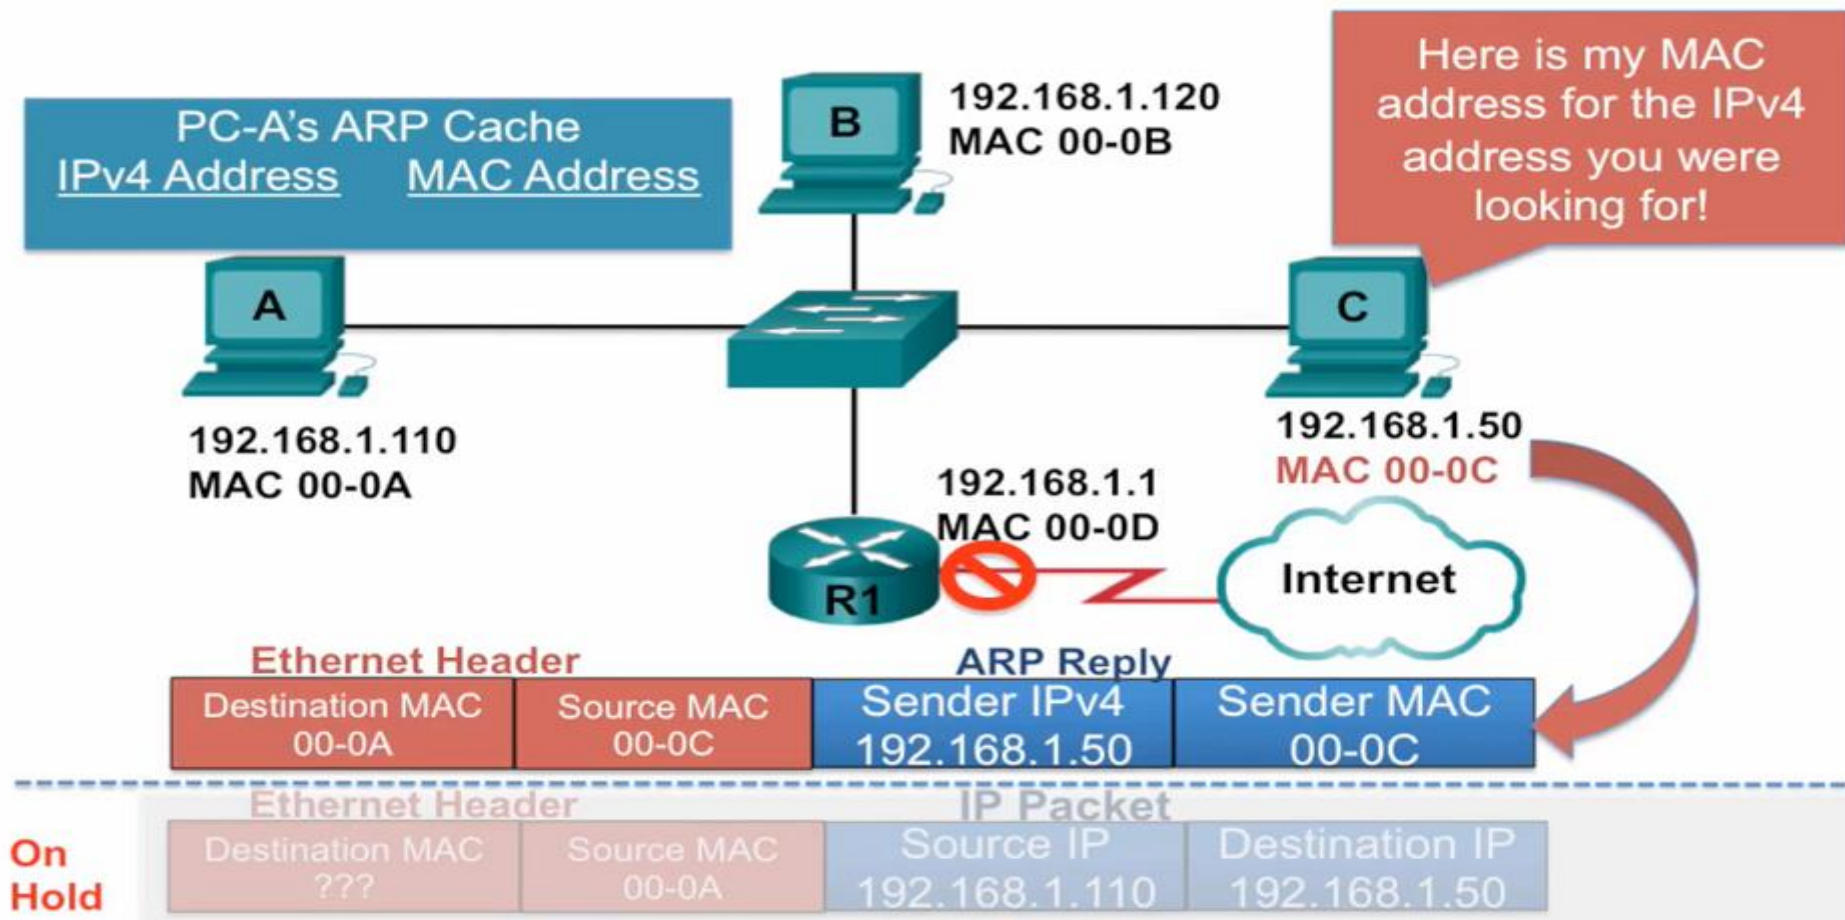 PC-A's ARP Cache
IPv4 Address MAC Address
B
192.168.1.120
MAC 00-0B
Here is my MAC
address for the IPv4
address you were
looking for!
A
192.168.1.110
MAC 00-0A
C
192.168.1.50
MAC 00-0C
192.168.1.1
MAC 00-0D
R1
Internet
Ethernet Header
ARP Reply
Destination MAC
00-0A
Source MAC
00-0C
Sender IPv4
192.168.1.50
Sender MAC
00-0C
On
Hold
Ethernet Header
IP Packet
Destination MAC
???
Source MAC
00-0A
Source IP
192.168.1.110
Destination IP
192.168.1.50